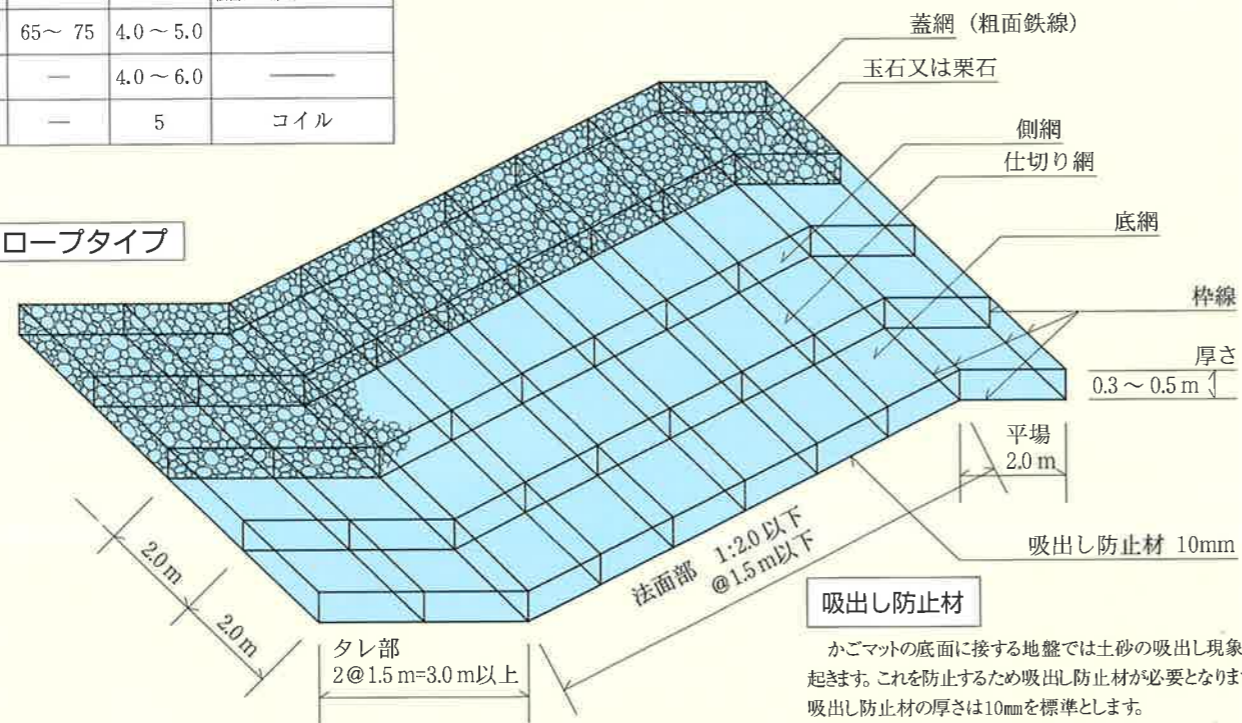 65～ 75 4.0～5.0
― 4.0～6.0 ―
― 5 コイル
ロープタイプ
蓋網（粗面鉄線）
玉石又は栗石
側網
仕切り網
底網
枠線
厚さ
0.3～0.5m
平場
2.0m
吸出し防止材 10mm
法面部 1:2.0以下
@1.5m以下
2.0m
2.0m
タレ部
2@1.5m=3.0m以上
吸出し防止材
かごマットの底面に接する地盤では土砂の吸出し現象
起きます。これを防止するため吸出し防止材が必要となります
吸出し防止材の厚さは10mmを標準とします。